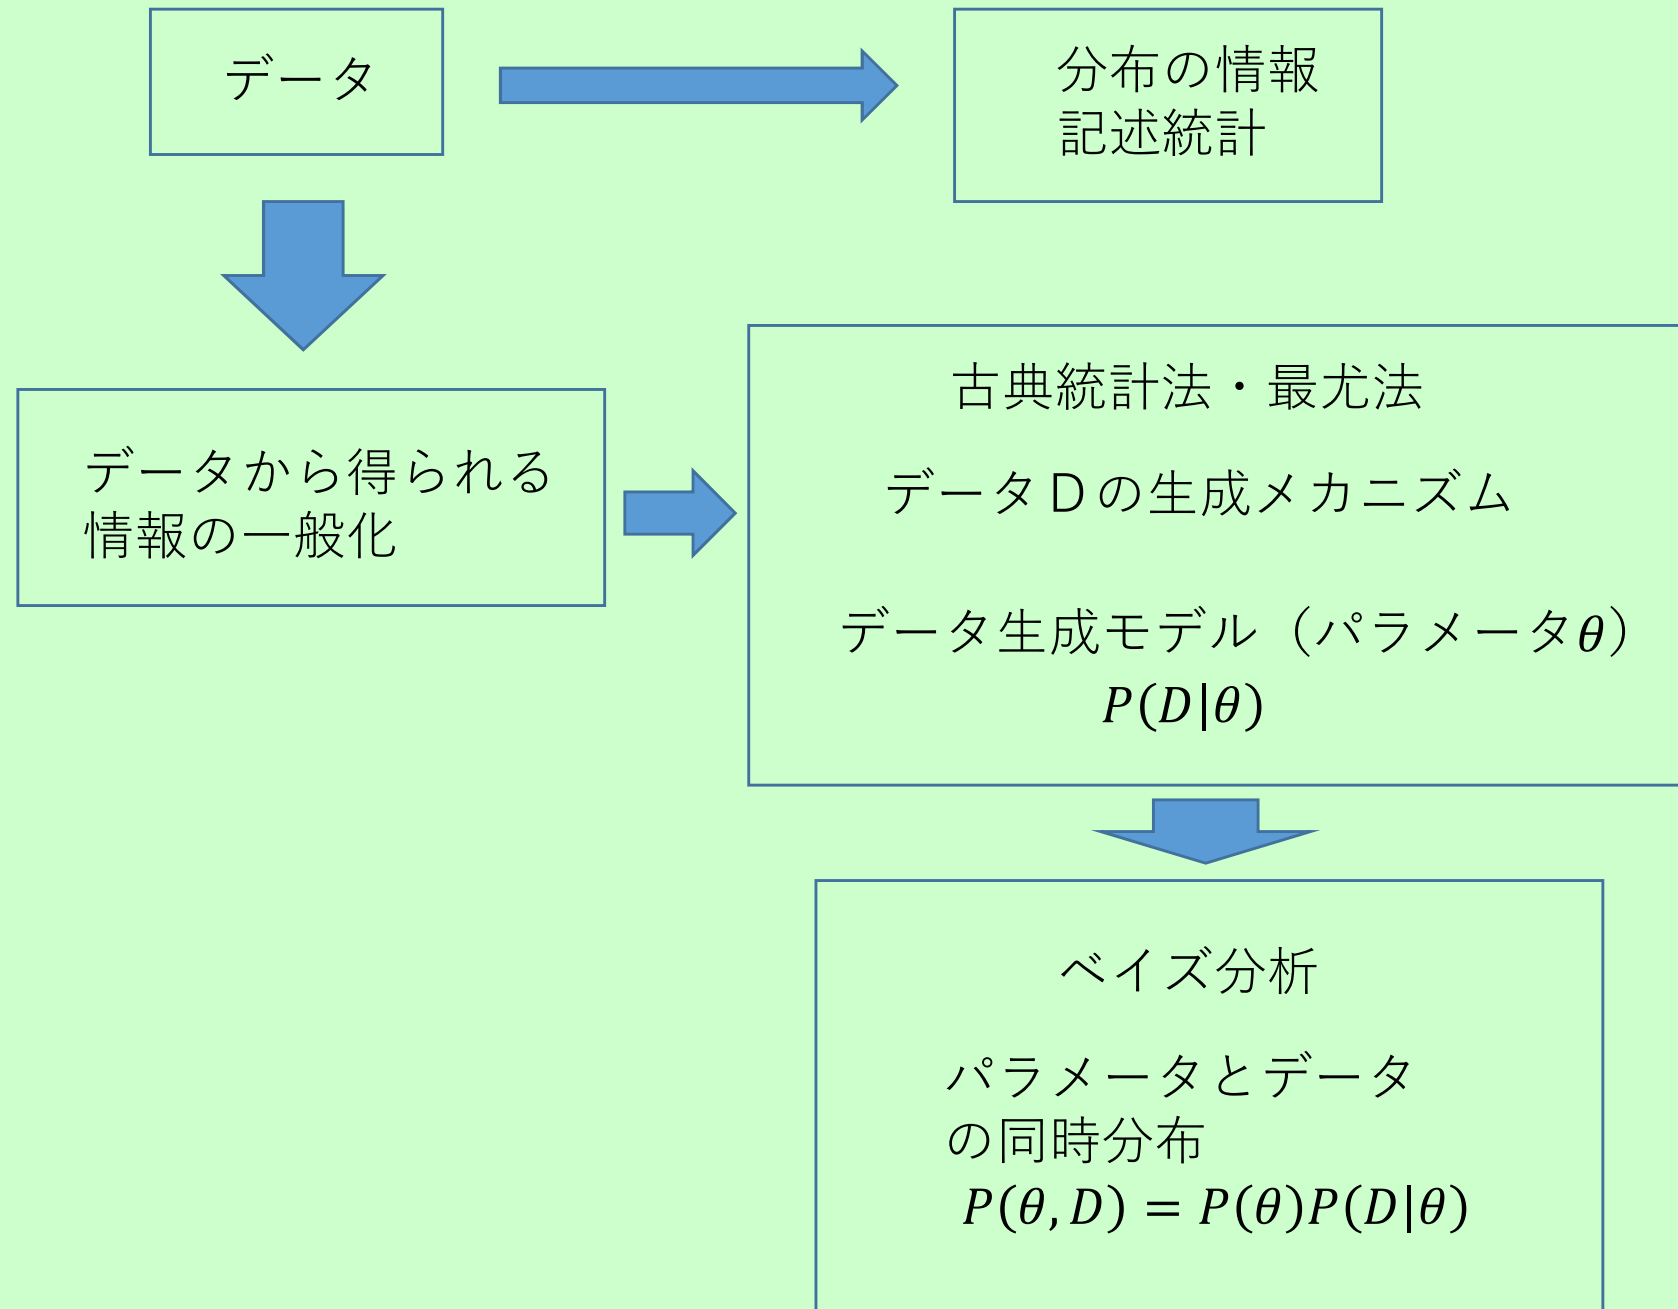 データ
分布の情報
記述統計
データから得られる
情報の一般化
古典統計法・最尤法
データＤの生成メカニズム
データ生成モデル（パラメータθ）
P(D|θ)
ベイズ分析
パラメータとデータ
の同時分布
P(θ,D) = P(θ)P(D|θ)